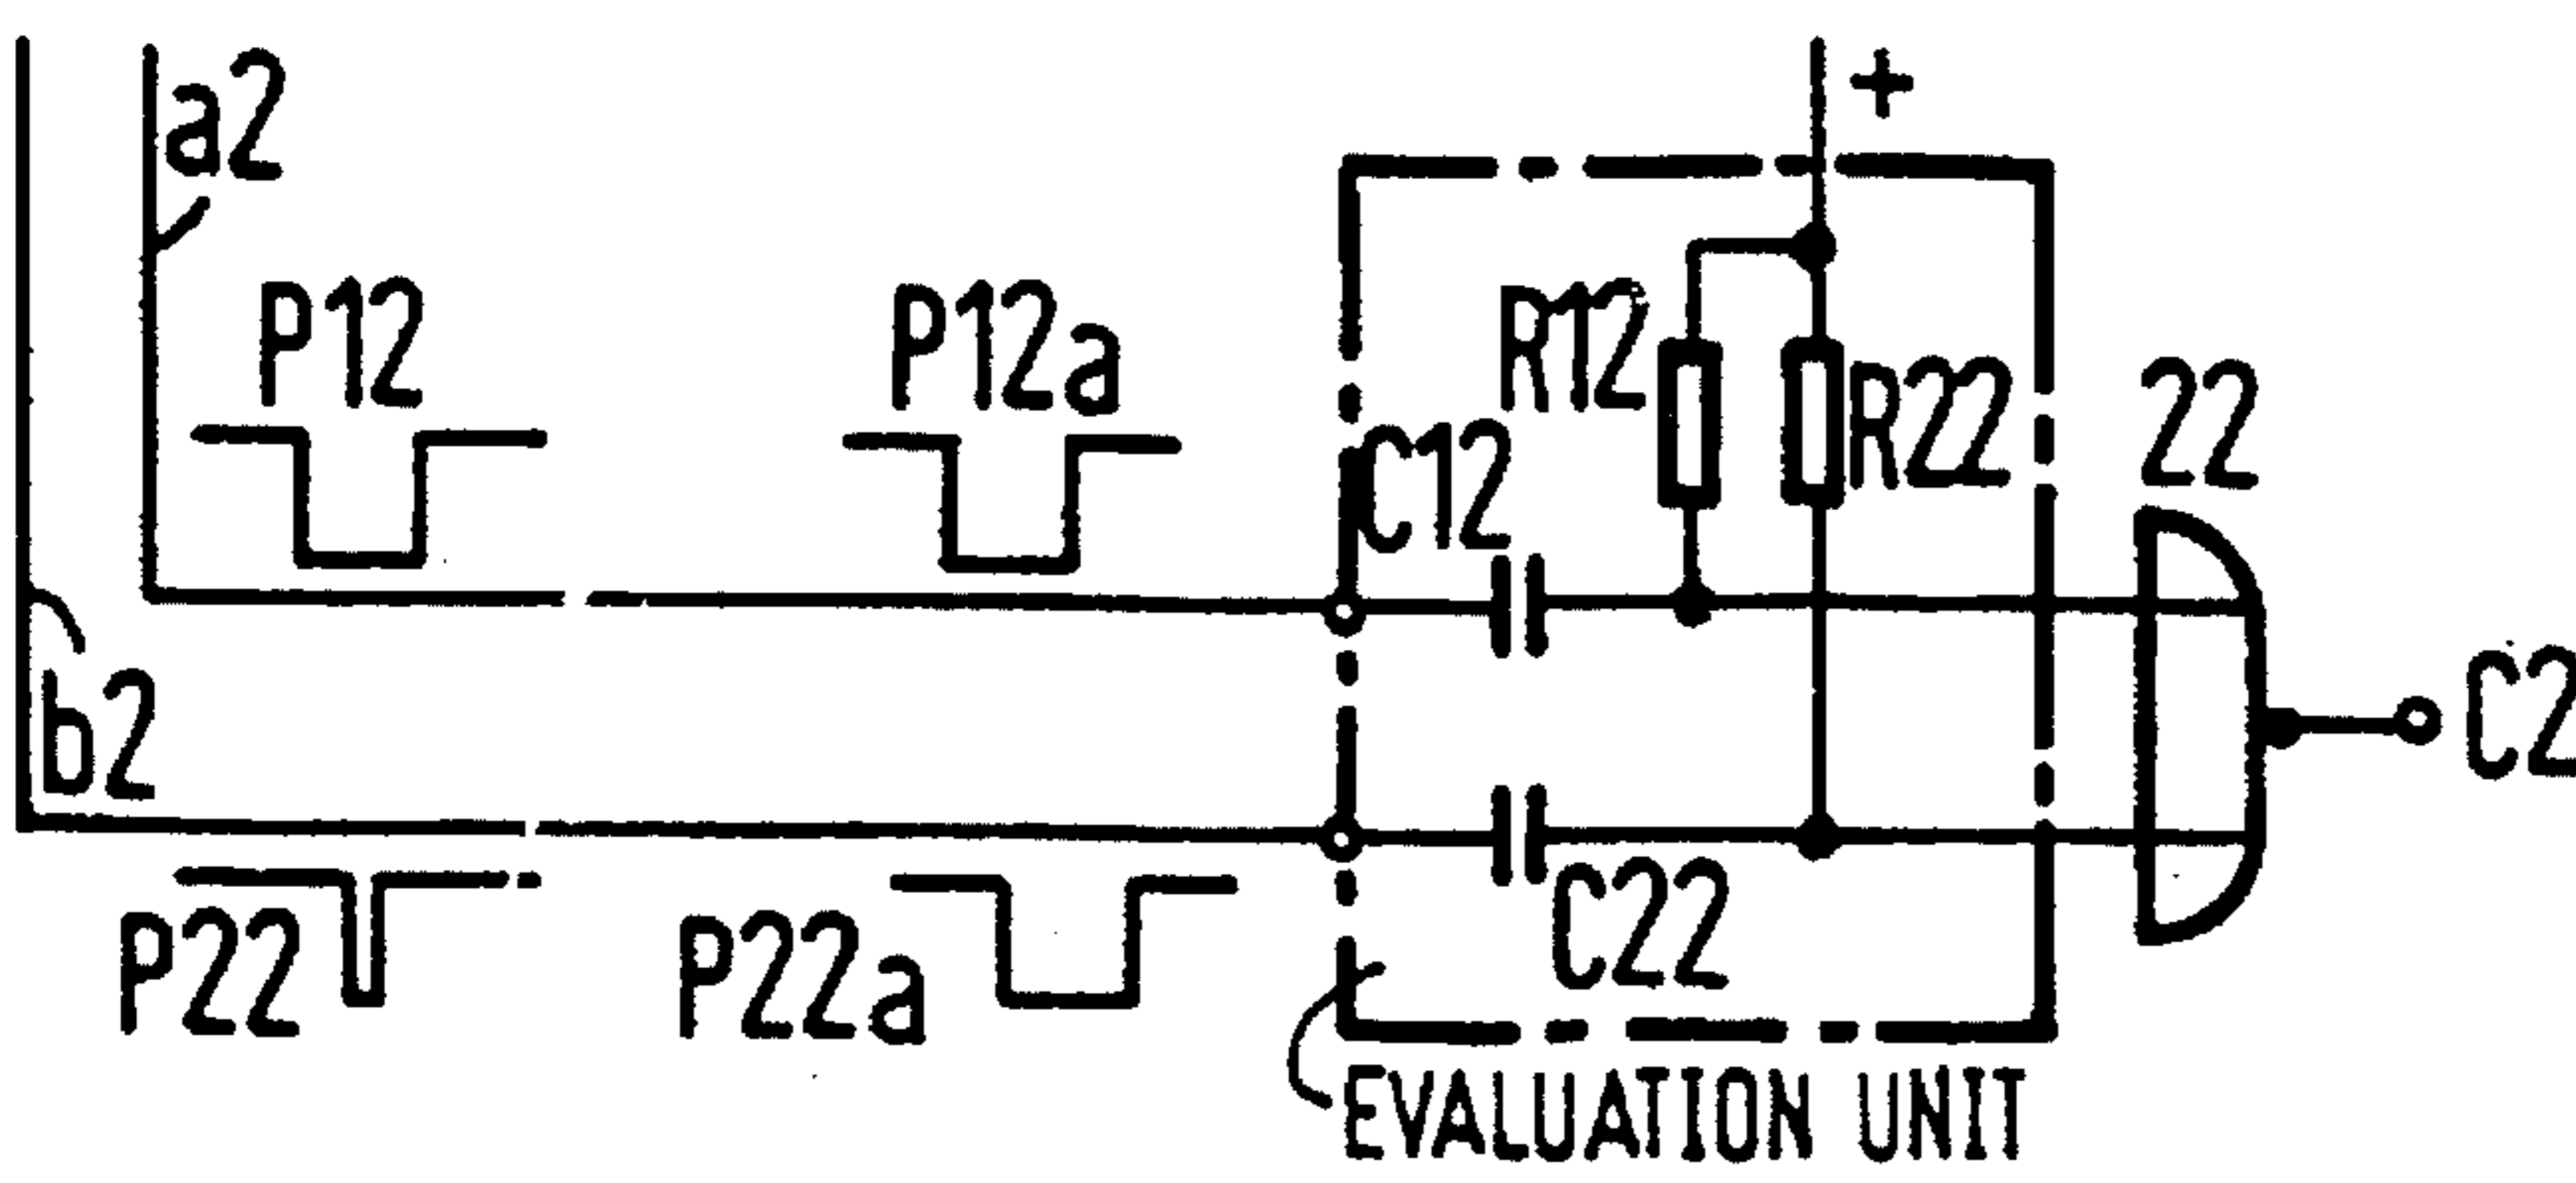 a2
+
P12
P12a
R12
R22
22
C12
b2
C2
P22
P22a
C22
EVALUATION UNIT